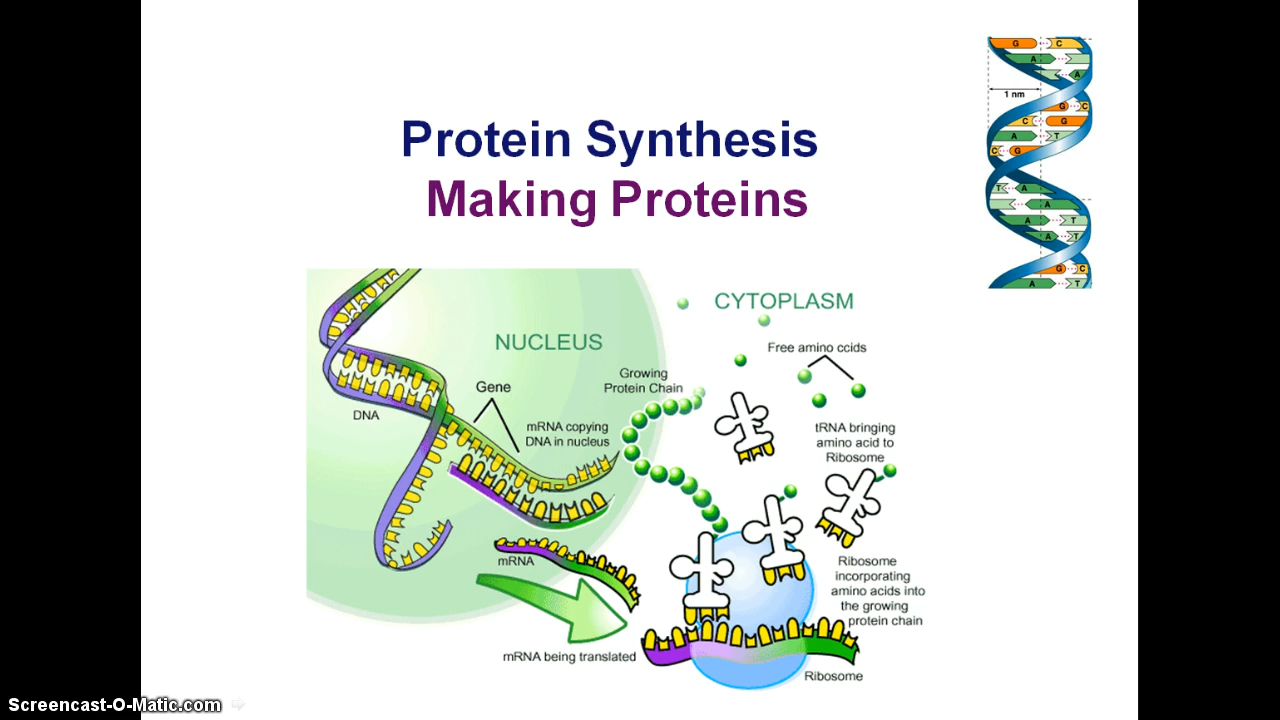 Protein Synthesis
Making Proteins
G C
A
A
1 nm
G C
C G
A T
C G
T A
A
A T
A T
G C
A T
CYTOPLASM
NUCLEUS
Free amino ccids
Growing
Protein Chain
Gene
DNA
mRNA copying
DNA in nucleus
tRNA bringing
amino acid to
Ribosome
mRNA
Ribosome
incorporating
amino acids into
the growing
protein chain
mRNA being translated
Ribosome
Screencast-O-Matic.com